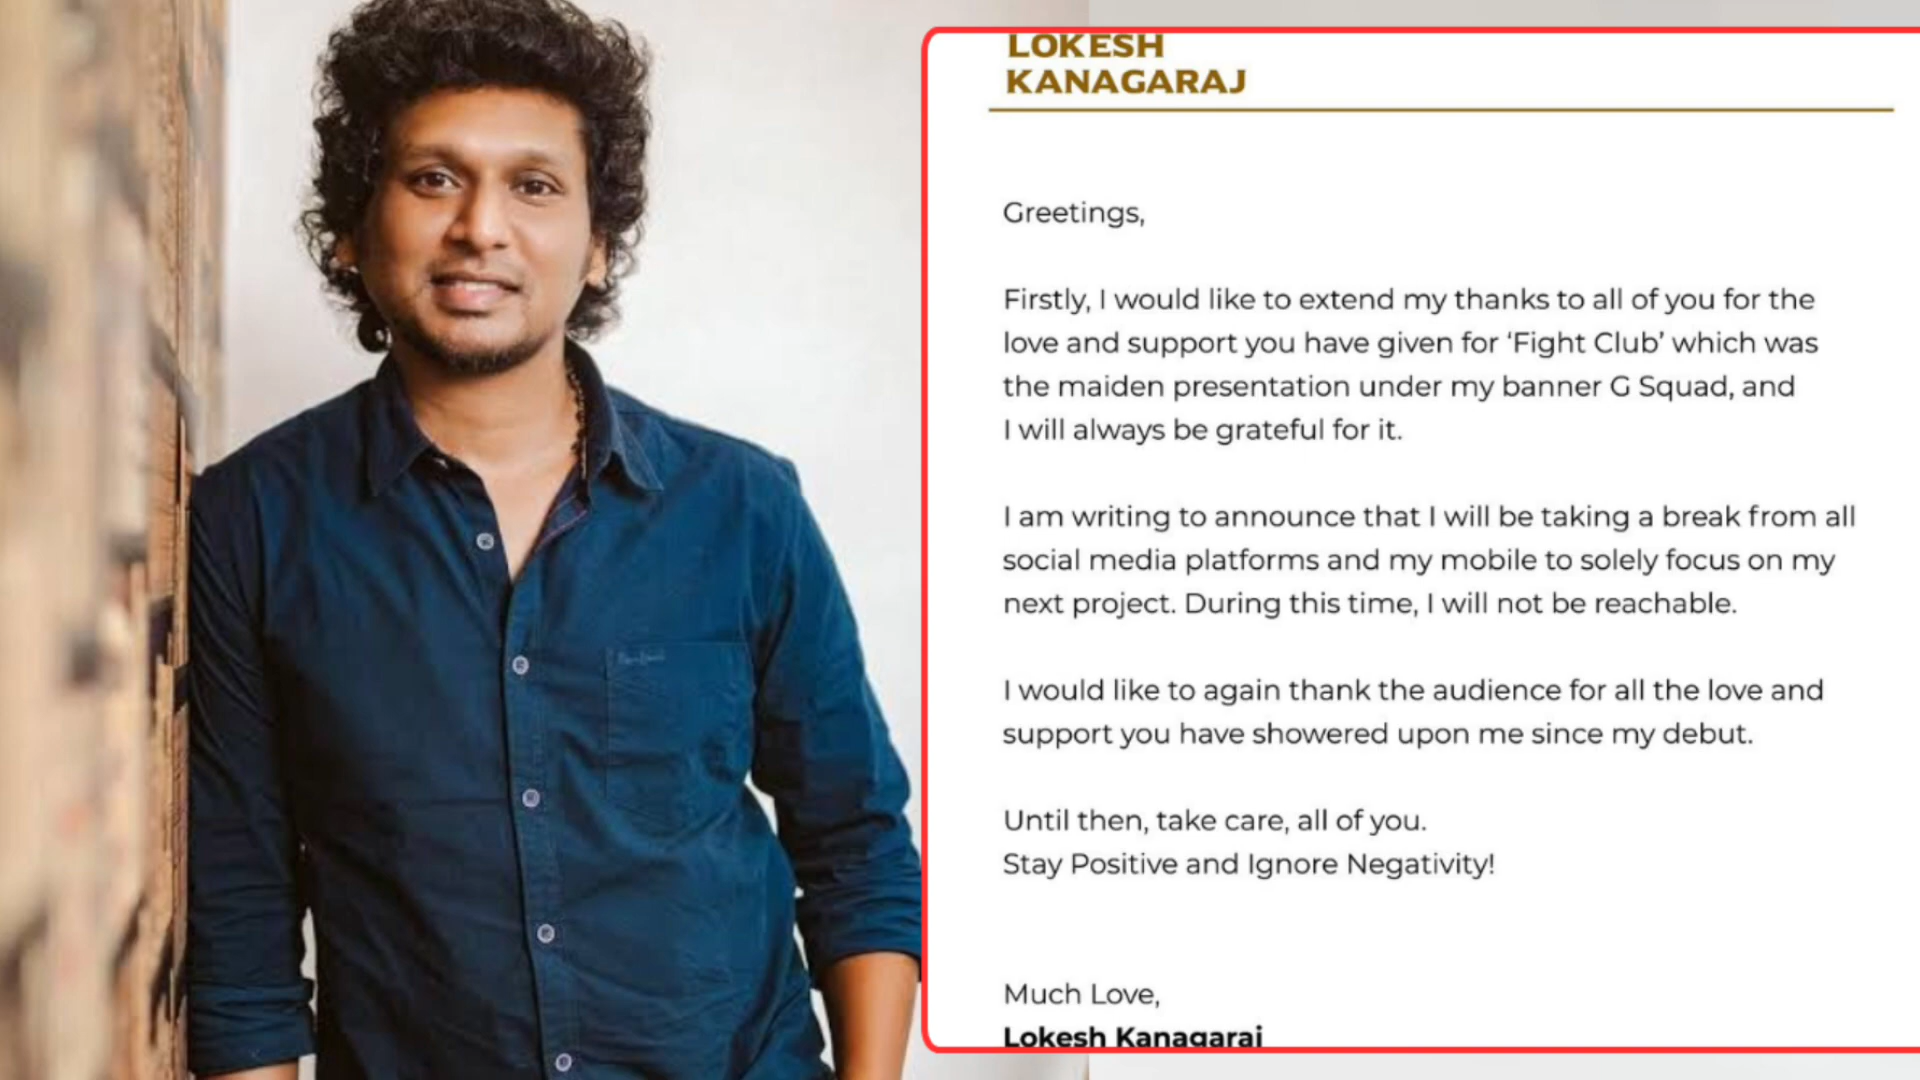 LOKESH
KANAGARAJ
Greetings,
Firstly, I would like to extend my thanks to all of you for the
love and support you have given for ‘Fight Club’ which was
the maiden presentation under my banner G Squad, and
I will always be grateful for it.
I am writing to announce that I will be taking a break from all
social media platforms and my mobile to solely focus on my
next project. During this time, I will not be reachable.
I would like to again thank the audience for all the love and
support you have showered upon me since my debut.
Until then, take care, all of you.
Stay Positive and Ignore Negativity!
Much Love,
Lokesh Kanagaraj